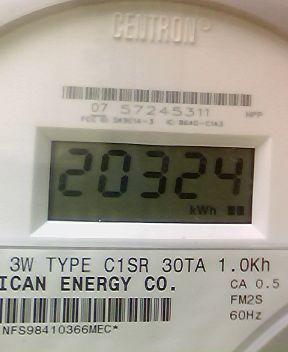 CENTRON®
07 57245311 NPP
20324
kWh
3W TYPE C1SR 30TA 1.0Kh
ICAN ENERGY CO. CA 0.5
FM2S
NFS98410366MEC* 60Hz